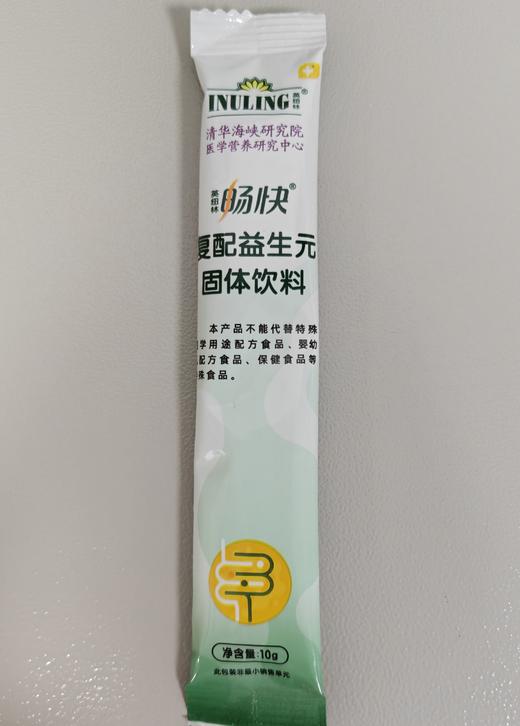 INULING®
英纽林
清华海峡研究院
医学营养研究中心
英纽林 畅快®
复配益生元
固体饮料
本产品不能代替特殊
学用途配方食品、婴幼
配方食品、保健食品等
殊食品。
净含量:10g
此包装非最小销售单元